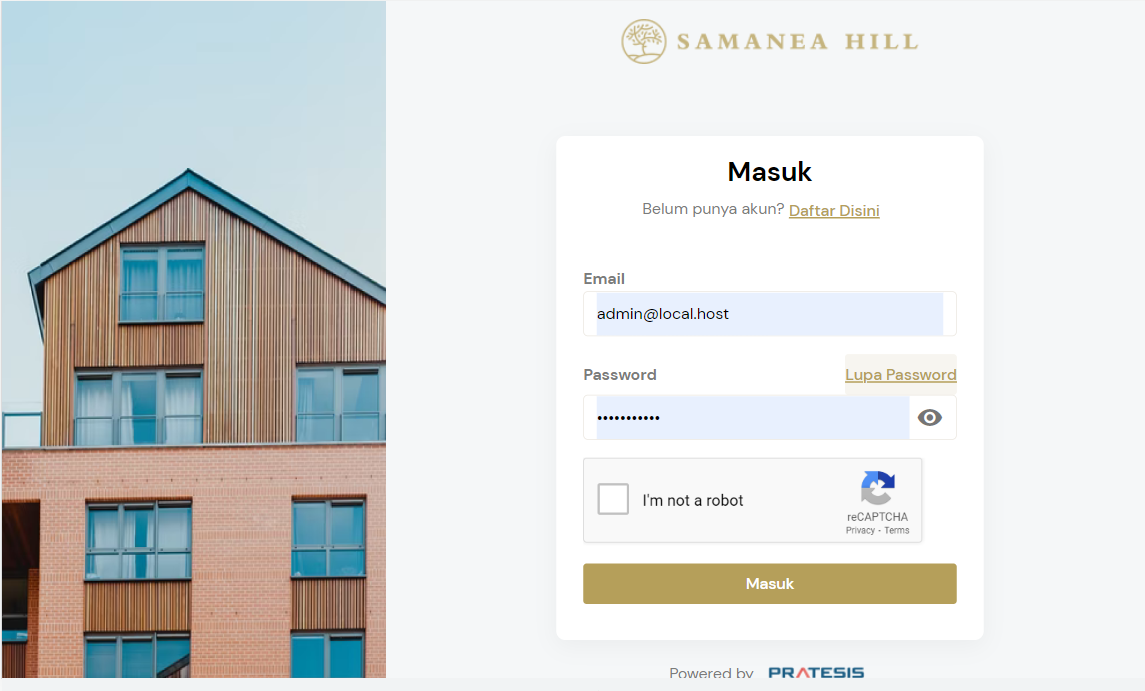 SAMANEA HILL
Masuk
Belum punya akun? Daftar Disini
Email
admin@local.host
Password Lupa Password
•••••••••••
I'm not a robot
reCAPTCHA
Privacy - Terms
Masuk
Powered by PRATESIS